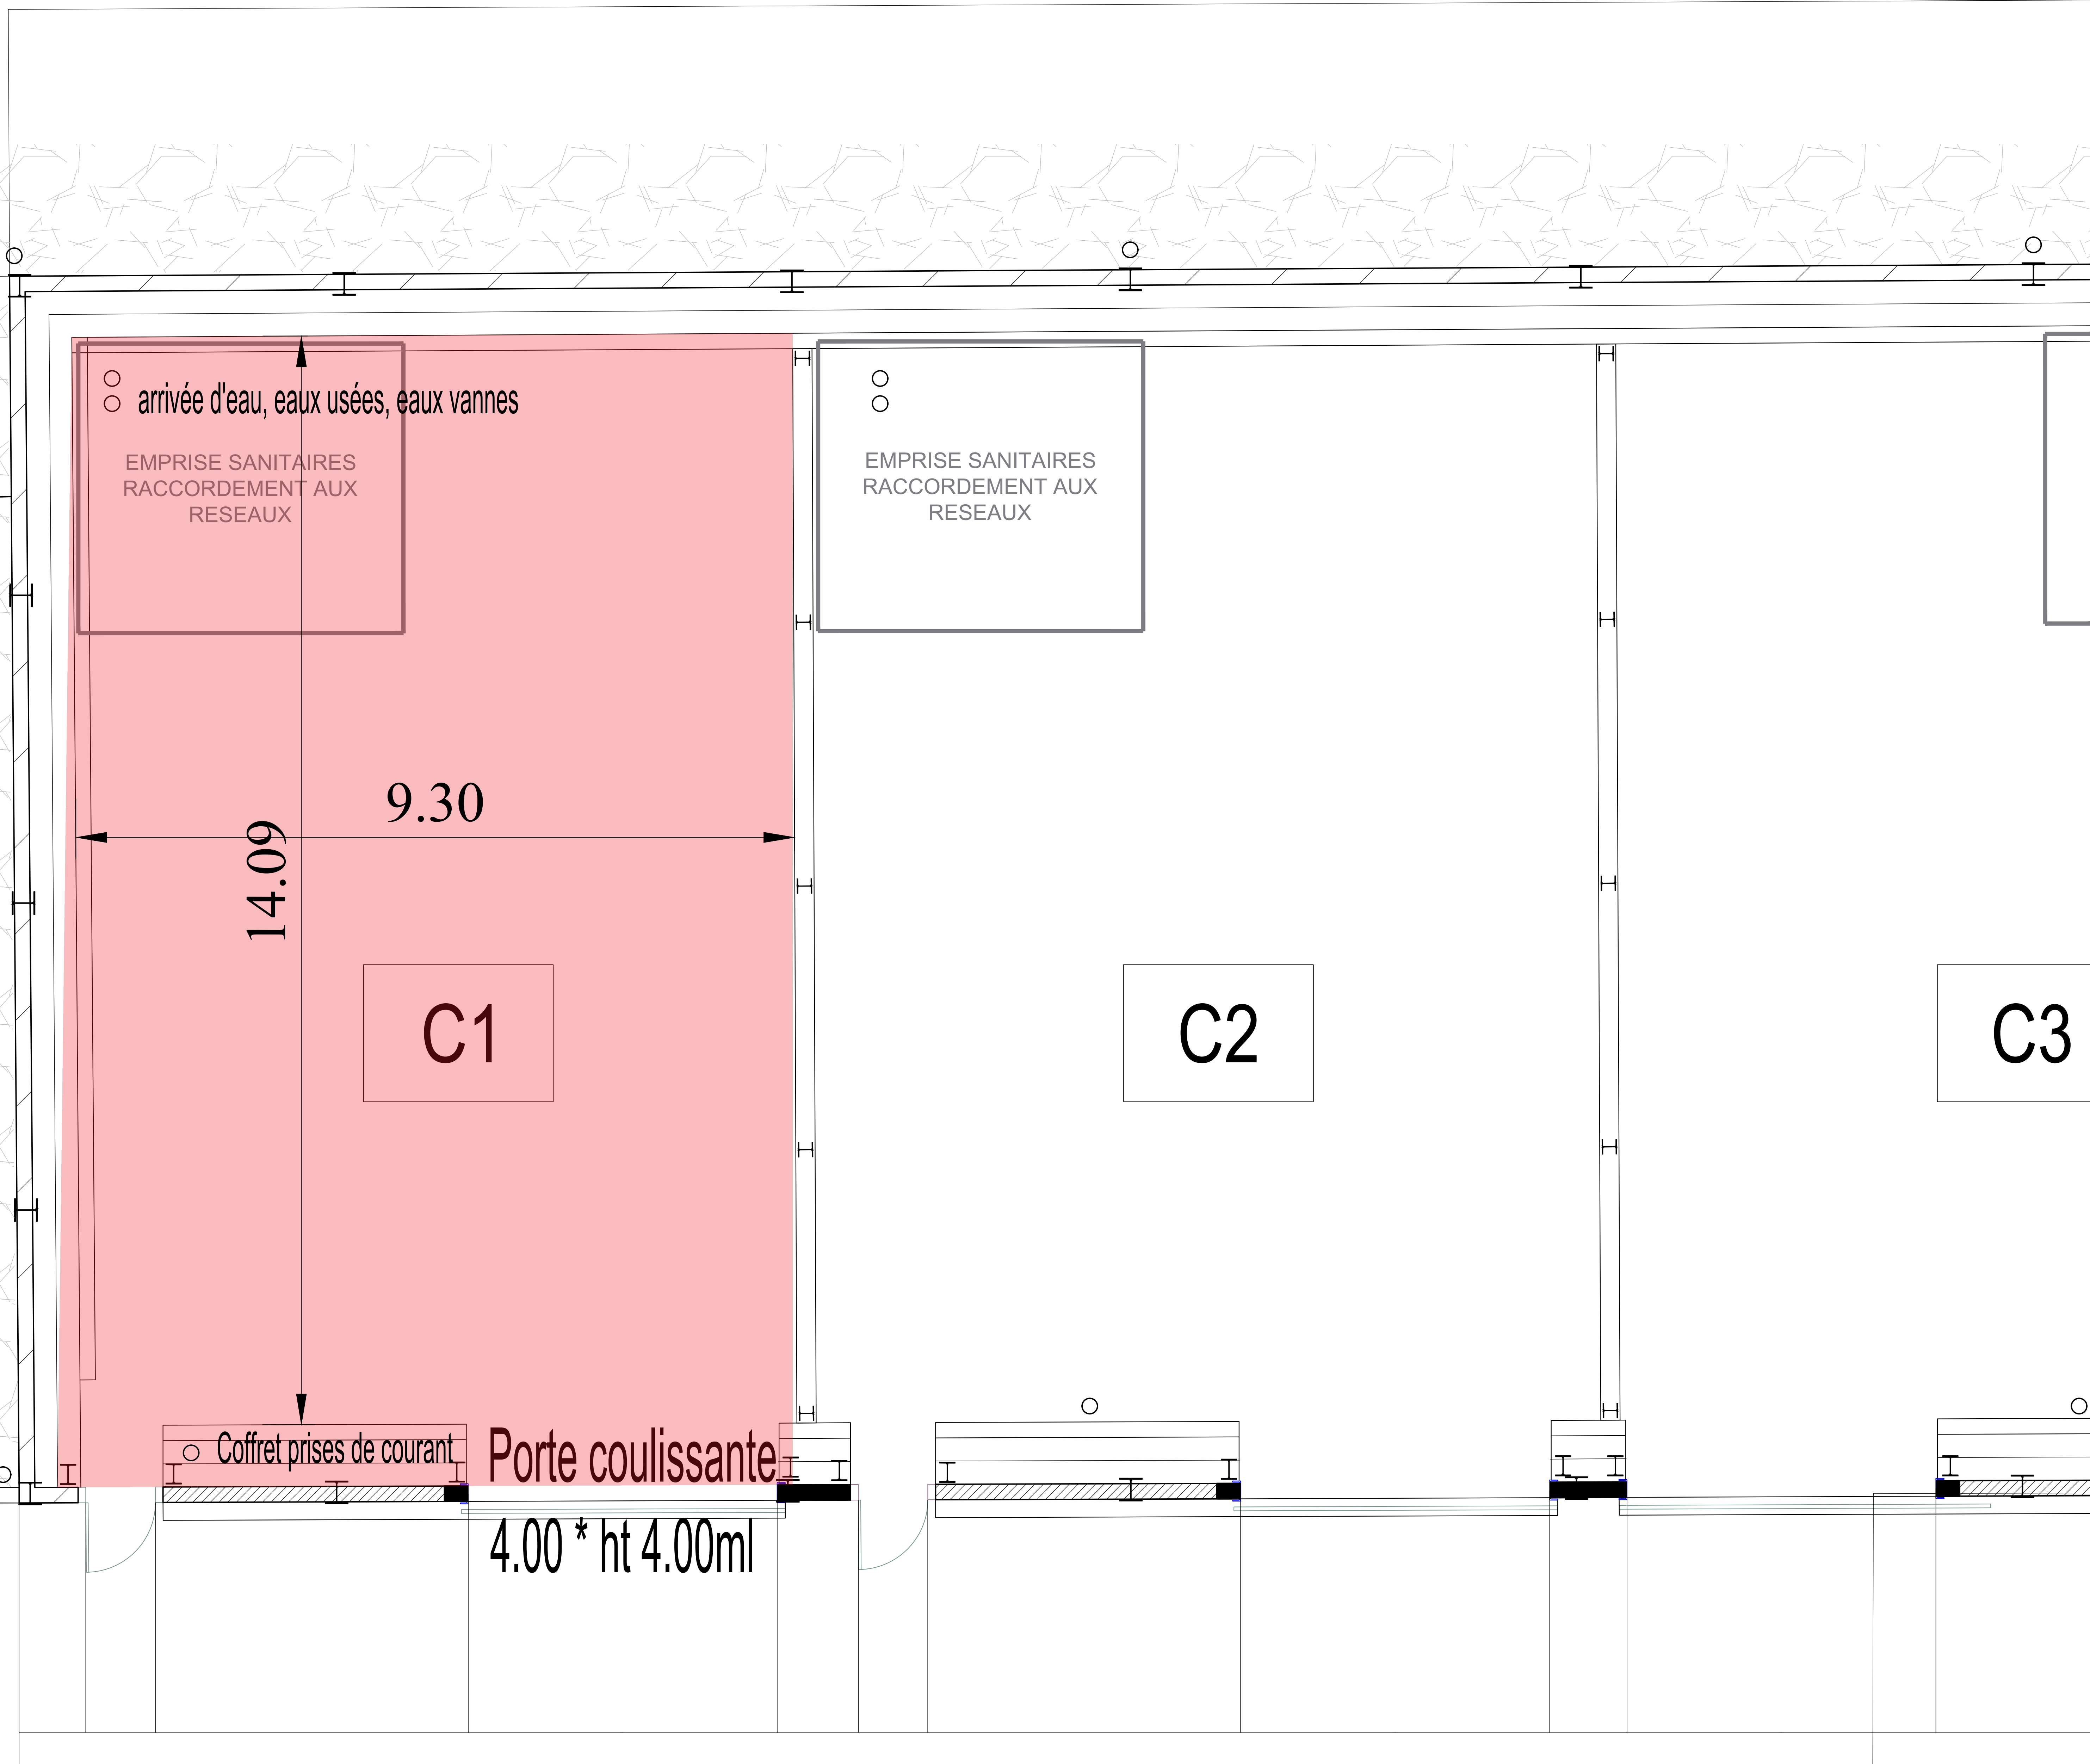 arrivée d'eau, eaux usées, eaux vannes
EMPRISE SANITAIRES
RACCORDEMENT AUX
RESEAUX
EMPRISE SANITAIRES
RACCORDEMENT AUX
RESEAUX
9.30
14.09
C1
C2
C3
Coffret prises de courant
Porte coulissante
4.00 * ht 4.00ml